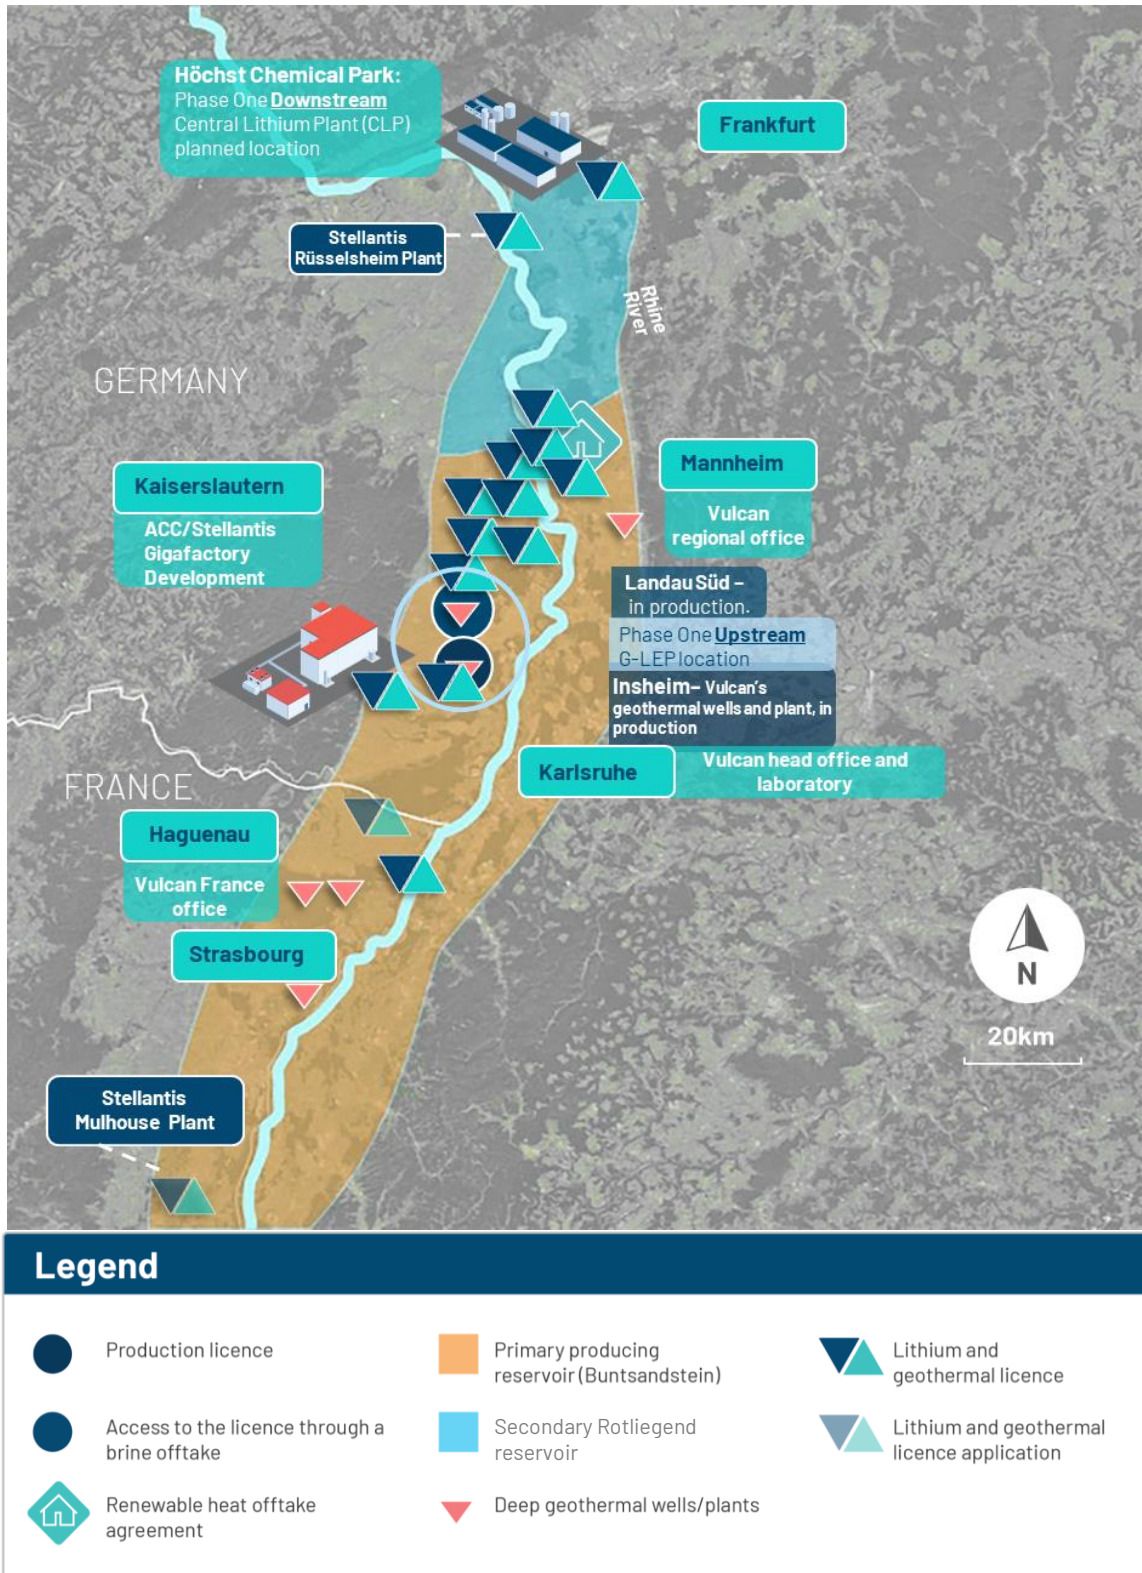 Höchst Chemical Park:
Phase One Downstream
Central Lithium Plant (CLP)
planned location
Frankfurt
Stellantis
Rüsselsheim Plant
Rhine
River
GERMANY
Kaiserslautern
ACC/Stellantis
Gigafactory
Development
Mannheim
Vulcan
regional office
Landau Süd –
in production.
Phase One Upstream
G-LEP location
Insheim– Vulcan's
geothermal wells and plant, in
production
Karlsruhe
Vulcan head office and
laboratory
FRANCE
Haguenau
Vulcan France
office
Strasbourg
N
20km
Stellantis
Mulhouse Plant
Legend
Production licence
Access to the licence through a
brine offtake
Renewable heat offtake
agreement
Primary producing
reservoir (Buntsandstein)
Secondary Rotliegend
reservoir
Deep geothermal wells/plants
Lithium and
geothermal licence
Lithium and geothermal
licence application